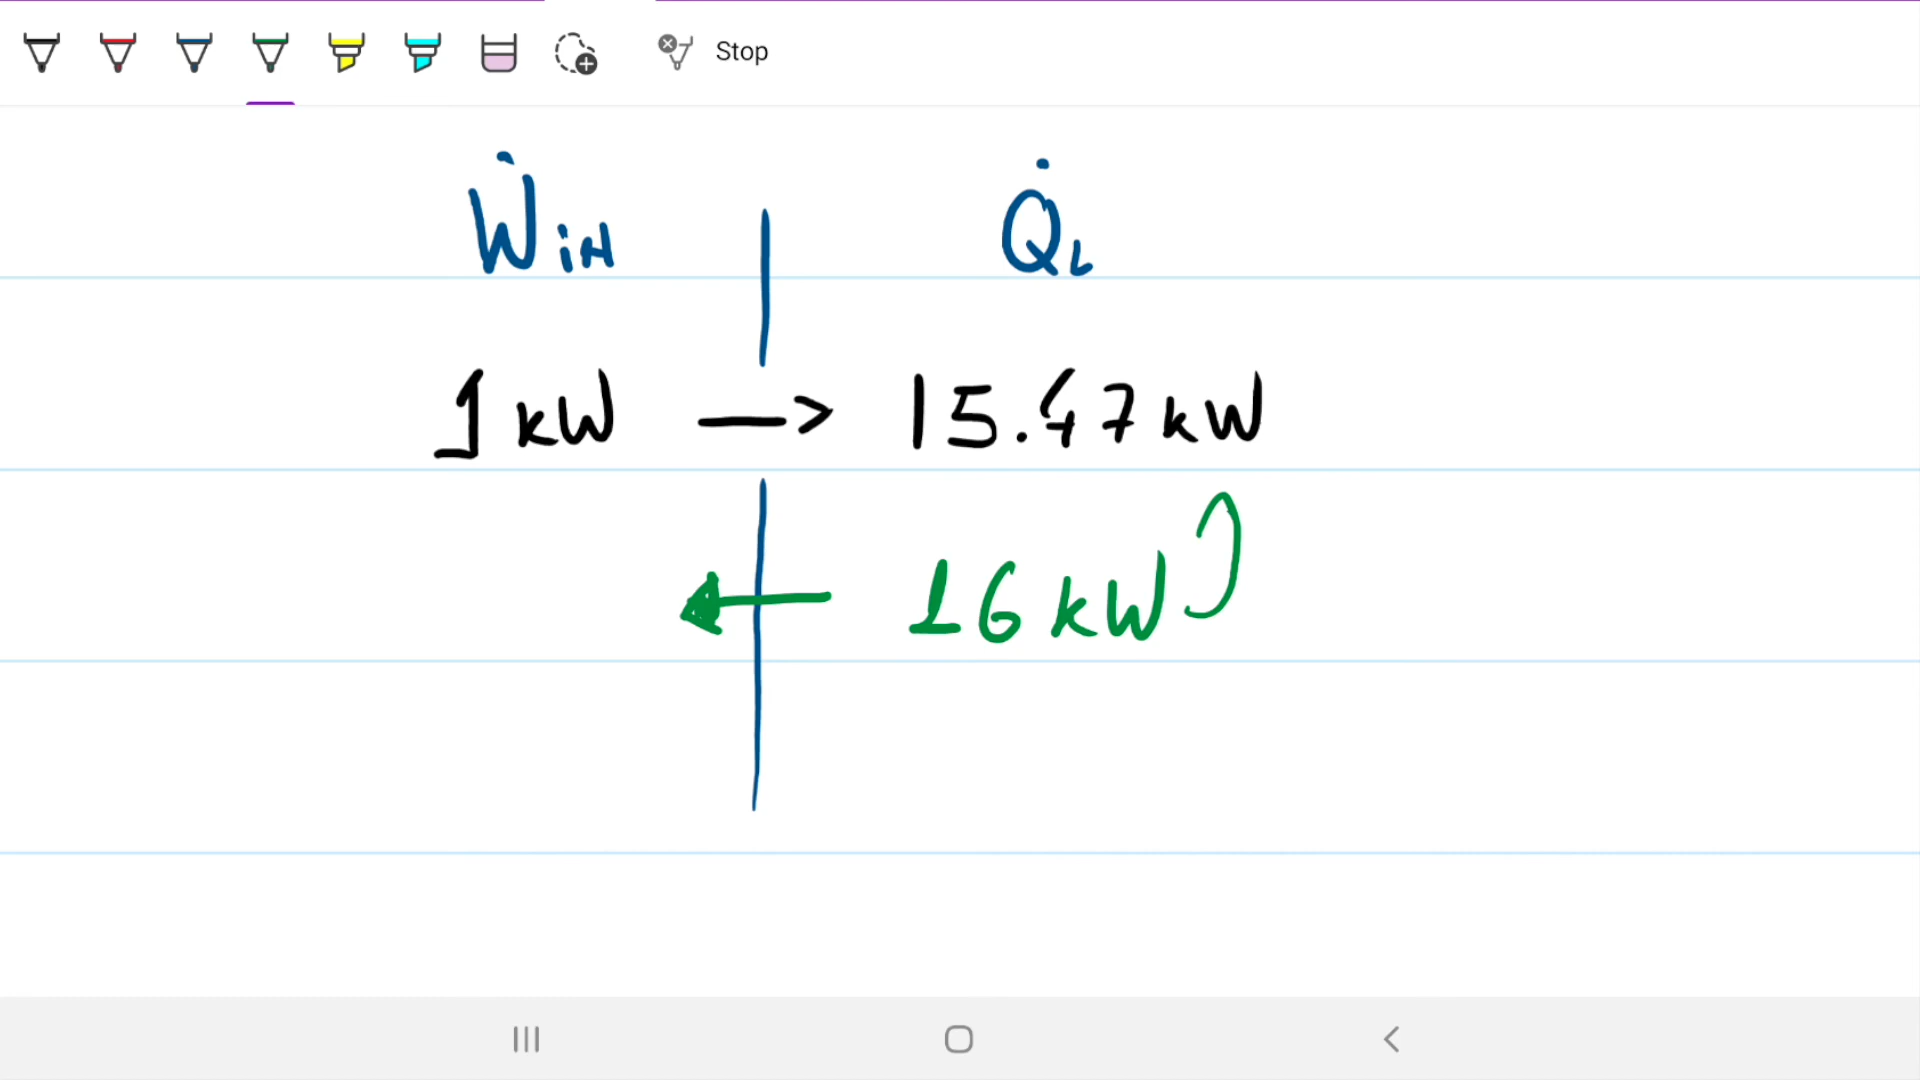 Stop
Ẇin Q̇L
1 kW → 15.47 kW
← 16 kW